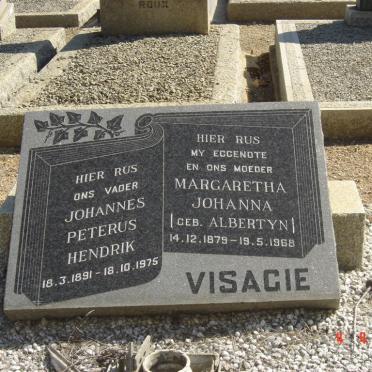 ROUX
HIER RUS
ONS VADER
JOHANNES
PETERUS
HENDRIK
18.3.1891 - 18.10.1975
HIER RUS
MY EGGENOTE
EN ONS MOEDER
MARGARETHA
JOHANNA
(GEB. ALBERTYN)
14.12.1879 - 19.5.1968
VISAGIE